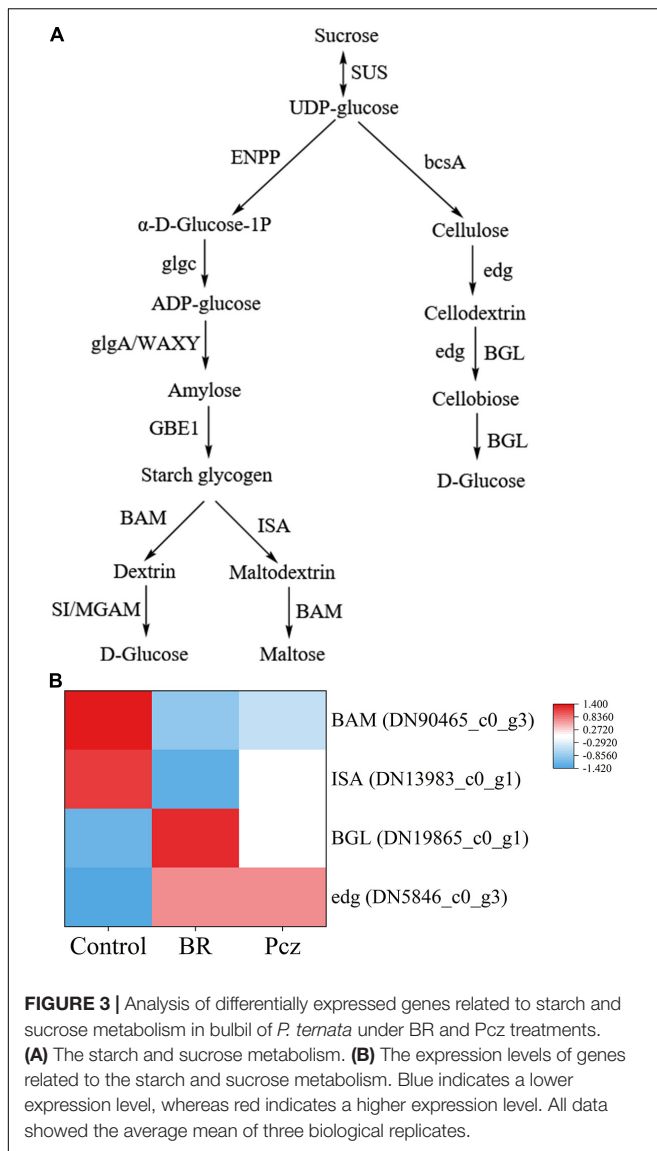 A
Sucrose
SUS
UDP-glucose
ENPP
bcsA
α-D-Glucose-1P
Cellulose
glgc
edg
ADP-glucose
Cellodextrin
glgA/WAXY
edg BGL
Amylose
Cellobiose
GBE1
BGL
Starch glycogen
D-Glucose
BAM
ISA
Dextrin
Maltodextrin
SI/MGAM
BAM
D-Glucose
Maltose
B
BAM (DN90465_c0_g3)
ISA (DN13983_c0_g1)
BGL (DN19865_c0_g1)
edg (DN5846_c0_g3)
1.400
0.8360
0.2720
-0.2920
-0.8560
-1.420
Control BR Pcz
FIGURE 3 | Analysis of differentially expressed genes related to starch and
sucrose metabolism in bulbil of P. ternata under BR and Pcz treatments.
(A) The starch and sucrose metabolism. (B) The expression levels of genes
related to the starch and sucrose metabolism. Blue indicates a lower
expression level, whereas red indicates a higher expression level. All data
showed the average mean of three biological replicates.